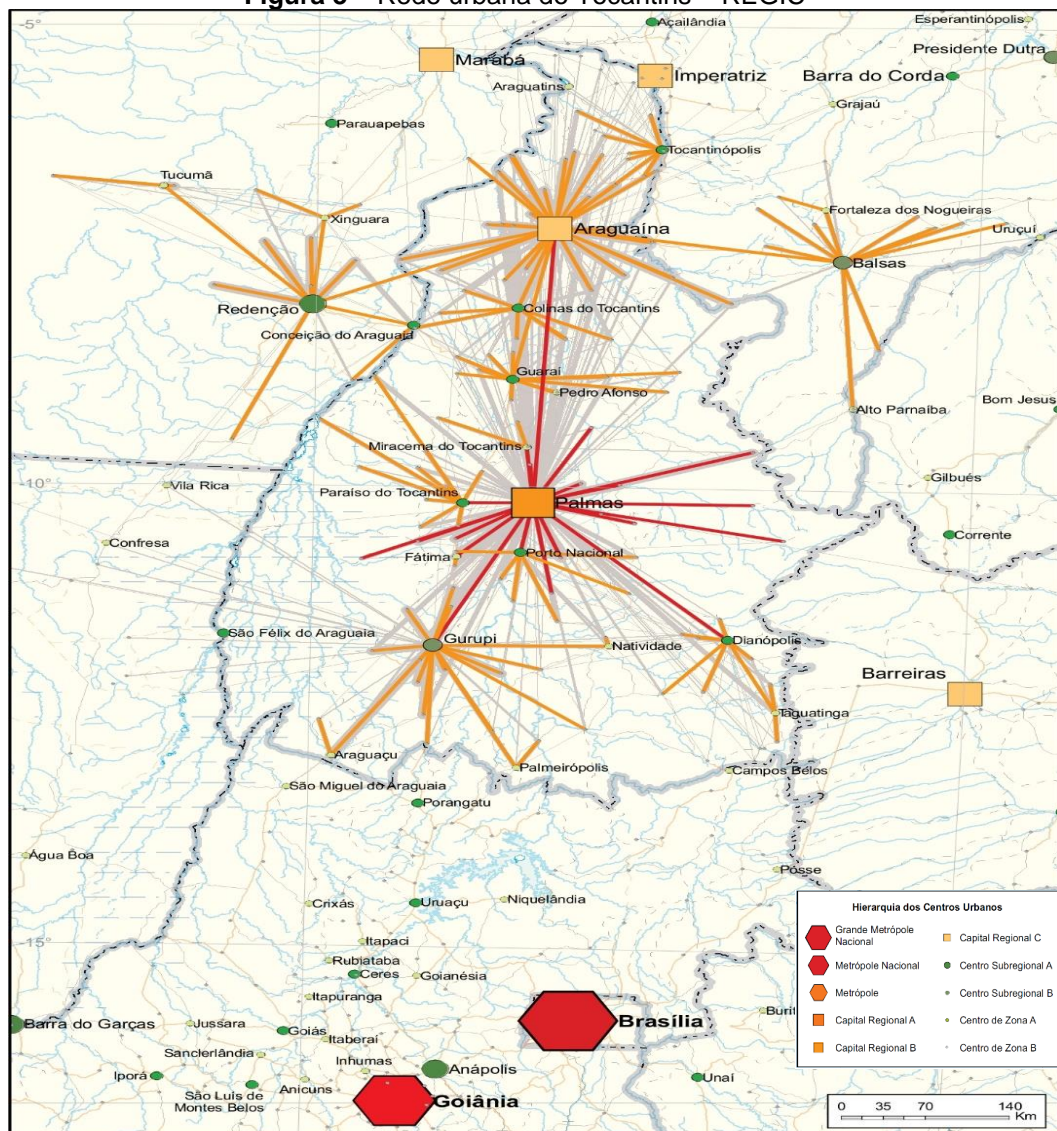 Figura 3 – Rede urbana do Tocantins – REGIC
-5°
Açailândia
Esperantinópolis
Marabá
Presidente Dutra
Imperatriz
Barra do Corda
Araguatins
Grajaú
Parauapebas
Tocantinópolis
Tucumã
Xinguara
Fortaleza dos Nogueiras
Araguaína
Uruçuí
Balsas
Redenção
Colinas do Tocantins
Conceição do Araguaia
Guaraí
Pedro Afonso
Alto Parnaíba
Bom Jesus
Miracema do Tocantins
10°
Vila Rica
Paraíso do Tocantins
Palmas
Gilbués
Confresa
Corrente
Fátima
Porto Nacional
São Félix do Araguaia
Gurupi
Natividade
Dianópolis
Barreiras
Taguatinga
Araguaçu
Palmeirópolis
Campos Belos
São Miguel do Araguaia
Porangatu
Água Boa
Pósse
Crixás
Uruaçu
Niquelândia
-15°
Itapaci
Rubiataba
Ceres
Goianésia
Itapuranga
Brasília
Buriti
Barra do Garças
Jussara
Goiás
Itaberaí
Sanclerlândia
Inhumas
Anápolis
Iporá
Anicuns
São Luis de
Montes Belos
Goiânia
Unaí
Hierarquia dos Centros Urbanos
Grande Metrópole
Nacional
Capital Regional C
Metrópole Nacional
Centro Subregional A
Metrópole
Centro Subregional B
Capital Regional A
Centro de Zona A
Capital Regional B
Centro de Zona B
0 35 70 140
Km